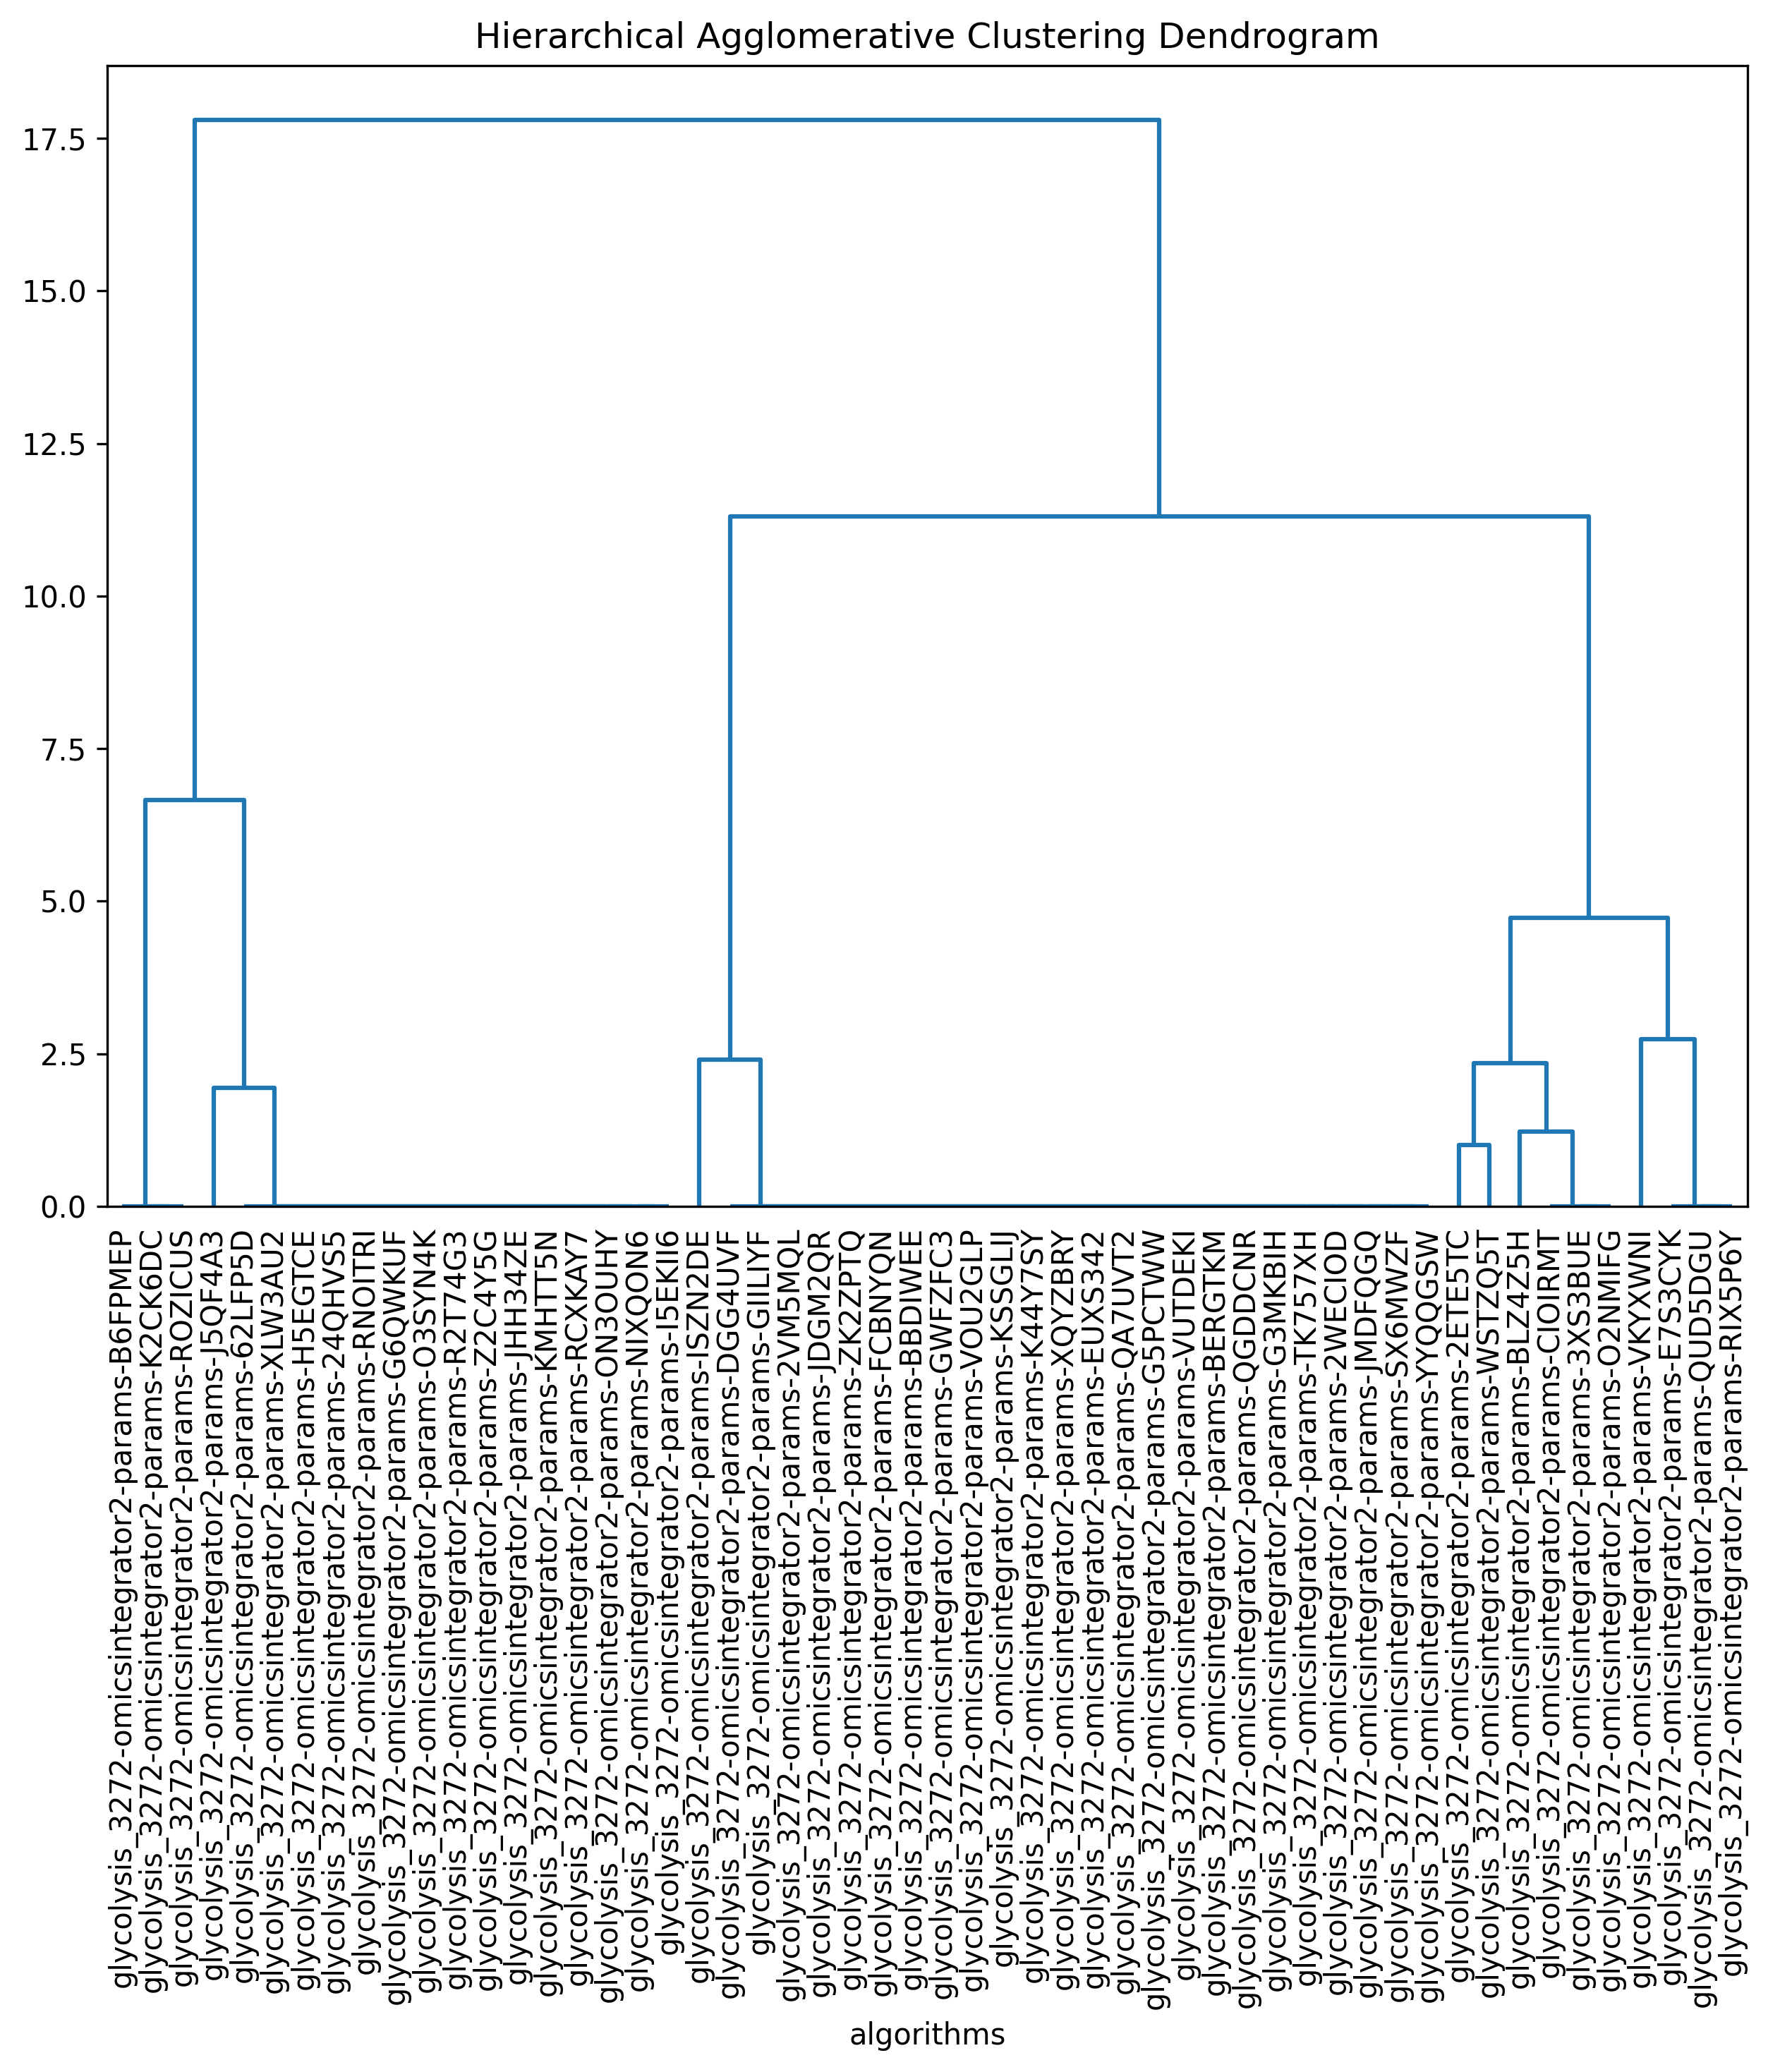 Hierarchical Agglomerative Clustering Dendrogram
17.5
15.0
12.5
10.0
7.5
5.0
2.5
0.0
glycolysis_3272-omicsintegrator2-params-B6FPMEP
glycolysis_3272-omicsintegrator2-params-K2CK6DC
glycolysis_3272-omicsintegrator2-params-ROZICUS
glycolysis_3272-omicsintegrator2-params-J5QF4A3
glycolysis_3272-omicsintegrator2-params-62LFP5D
glycolysis_3272-omicsintegrator2-params-XLW3AU2
glycolysis_3272-omicsintegrator2-params-H5EGTCE
glycolysis_3272-omicsintegrator2-params-24QHVS5
glycolysis_3272-omicsintegrator2-params-RNOITRI
glycolysis_3272-omicsintegrator2-params-G6QWKUF
glycolysis_3272-omicsintegrator2-params-O3SYN4K
glycolysis_3272-omicsintegrator2-params-R2T74G3
glycolysis_3272-omicsintegrator2-params-Z2C4Y5G
glycolysis_3272-omicsintegrator2-params-JHH34ZE
glycolysis_3272-omicsintegrator2-params-KMHTT5N
glycolysis_3272-omicsintegrator2-params-RCXKAY7
glycolysis_3272-omicsintegrator2-params-ON3OUHY
glycolysis_3272-omicsintegrator2-params-NIXQON6
glycolysis_3272-omicsintegrator2-params-I5EKII6
glycolysis_3272-omicsintegrator2-params-ISZN2DE
glycolysis_3272-omicsintegrator2-params-DGG4UVF
glycolysis_3272-omicsintegrator2-params-GIILIYF
glycolysis_3272-omicsintegrator2-params-2VM5MQL
glycolysis_3272-omicsintegrator2-params-JDGM2QR
glycolysis_3272-omicsintegrator2-params-ZK2ZPTQ
glycolysis_3272-omicsintegrator2-params-FCBNYQN
glycolysis_3272-omicsintegrator2-params-BBDIWEE
glycolysis_3272-omicsintegrator2-params-GWFZFC3
glycolysis_3272-omicsintegrator2-params-VOU2GLP
glycolysis_3272-omicsintegrator2-params-KSSGLIJ
glycolysis_3272-omicsintegrator2-params-K44Y7SY
glycolysis_3272-omicsintegrator2-params-XQYZBRY
glycolysis_3272-omicsintegrator2-params-EUXS342
glycolysis_3272-omicsintegrator2-params-QA7UVT2
glycolysis_3272-omicsintegrator2-params-G5PCTWW
glycolysis_3272-omicsintegrator2-params-VUTDEKI
glycolysis_3272-omicsintegrator2-params-BERGTKM
glycolysis_3272-omicsintegrator2-params-QGDDCNR
glycolysis_3272-omicsintegrator2-params-G3MKBIH
glycolysis_3272-omicsintegrator2-params-TK757XH
glycolysis_3272-omicsintegrator2-params-2WECIOD
glycolysis_3272-omicsintegrator2-params-JMDFQGQ
glycolysis_3272-omicsintegrator2-params-SX6MWZF
glycolysis_3272-omicsintegrator2-params-YYQQGSW
glycolysis_3272-omicsintegrator2-params-2ETE5TC
glycolysis_3272-omicsintegrator2-params-WSTZQ5T
glycolysis_3272-omicsintegrator2-params-BLZ4Z5H
glycolysis_3272-omicsintegrator2-params-CIOIRMT
glycolysis_3272-omicsintegrator2-params-3XS3BUE
glycolysis_3272-omicsintegrator2-params-O2NMIFG
glycolysis_3272-omicsintegrator2-params-VKYXWNI
glycolysis_3272-omicsintegrator2-params-E7S3CYK
glycolysis_3272-omicsintegrator2-params-QUD5DGU
glycolysis_3272-omicsintegrator2-params-RIX5P6Y
algorithms